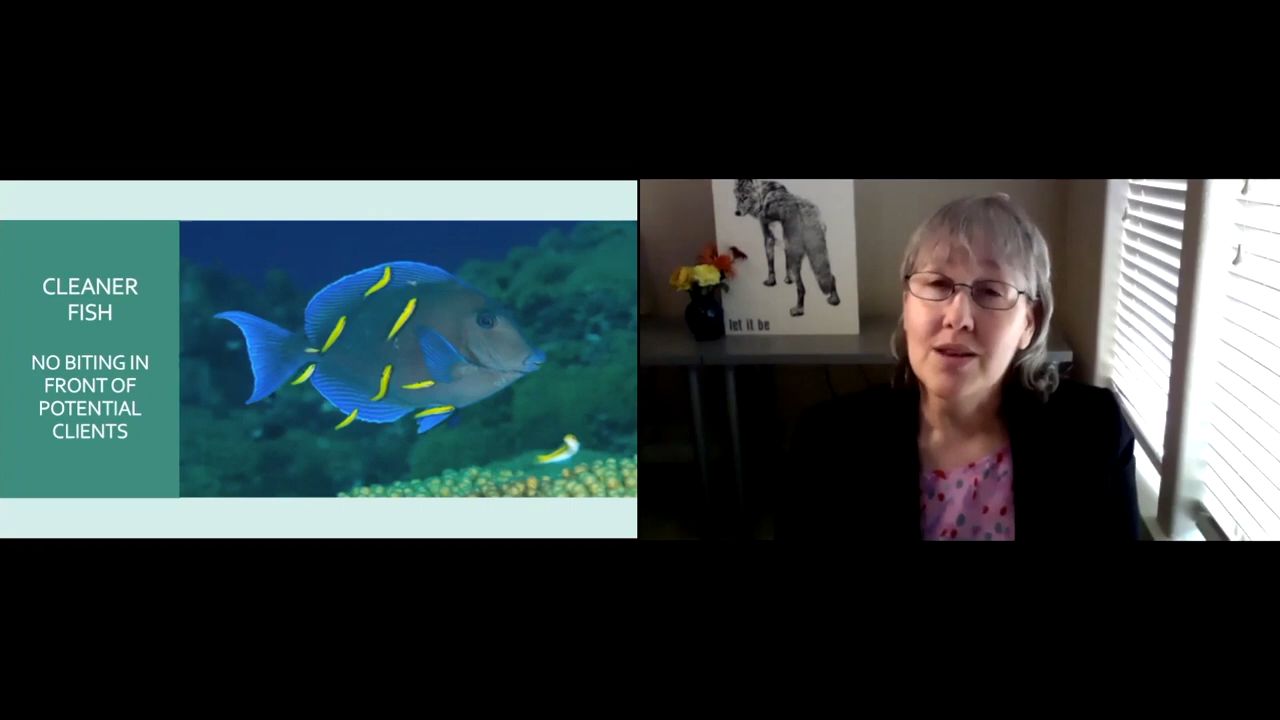 CLEANER
FISH
NO BITING IN
FRONT OF
POTENTIAL
CLIENTS
let it be